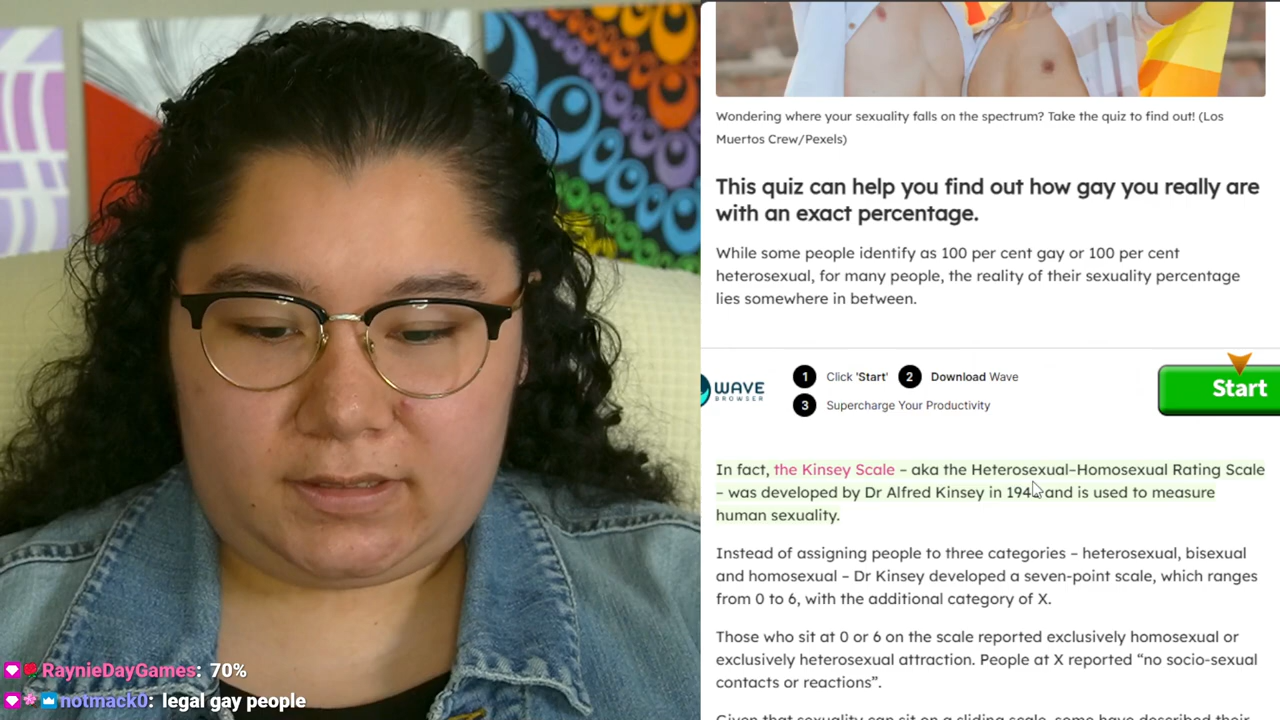 Wondering where your sexuality falls on the spectrum? Take the quiz to find out! (Los
Muertos Crew/Pexels)
This quiz can help you find out how gay you really are
with an exact percentage.
While some people identify as 100 per cent gay or 100 per cent
heterosexual, for many people, the reality of their sexuality percentage
lies somewhere in between.
WAVE
BROWSER
1 Click 'Start' 2 Download Wave
3 Supercharge Your Productivity
Start
In fact, the Kinsey Scale – aka the Heterosexual–Homosexual Rating Scale
– was developed by Dr Alfred Kinsey in and is used to measure
human sexuality.
Instead of assigning people to three categories – heterosexual, bisexual
and homosexual – Dr Kinsey developed a seven-point scale, which ranges
from 0 to 6, with the additional category of X.
Those who sit at 0 or 6 on the scale reported exclusively homosexual or
exclusively heterosexual attraction. People at X reported “no socio-sexual
contacts or reactions”.
RaynieDayGames: 70%
notmack0: legal gay people